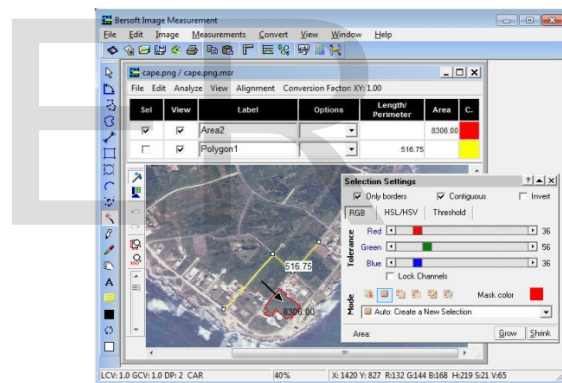 Bersoft Image Measurement
File Edit Image Measurements Convert View Window Help
cape.png / cape.png.msr
File Edit Analyze View Alignment Conversion Factor: XY: 1.00
Sel View Label Options Length/ Perimeter Area C.
Area2 8306.00
Polygon1 516.75
Selection Settings
Only borders Contiguous Invert
RGB HSL/HSV Threshold
Tolerance
Red 36
Green 56
Blue 36
Lock Channels
Mode
Mask color
Auto: Create a New Selection
Area: Grow Shrink
516.75
8306.00
100
LCV: 1.0 GCV: 1.0 DP: 2 CAR 40% X: 1420 Y: 827 R:132 G:144 B:168 H:219 S:21 V:65